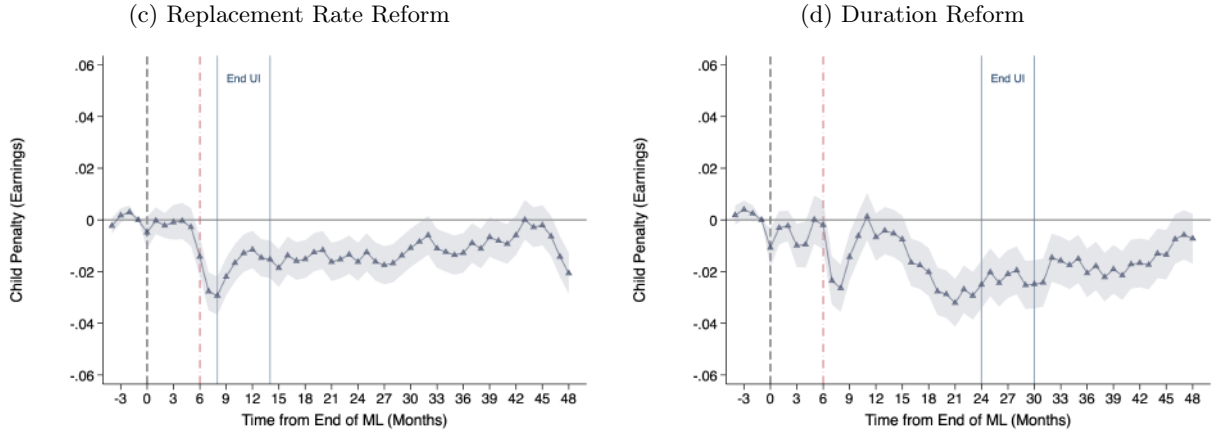 (c) Replacement Rate Reform
.06
.04
.02
0
-.02
-.04
-.06
Child Penalty (Earnings)
End UI
-3 0 3 6 9 12 15 18 21 24 27 30 33 36 39 42 45 48
Time from End of ML (Months)
(d) Duration Reform
.06
.04
.02
0
-.02
-.04
-.06
Child Penalty (Earnings)
End UI
-3 0 3 6 9 12 15 18 21 24 27 30 33 36 39 42 45 48
Time from End of ML (Months)